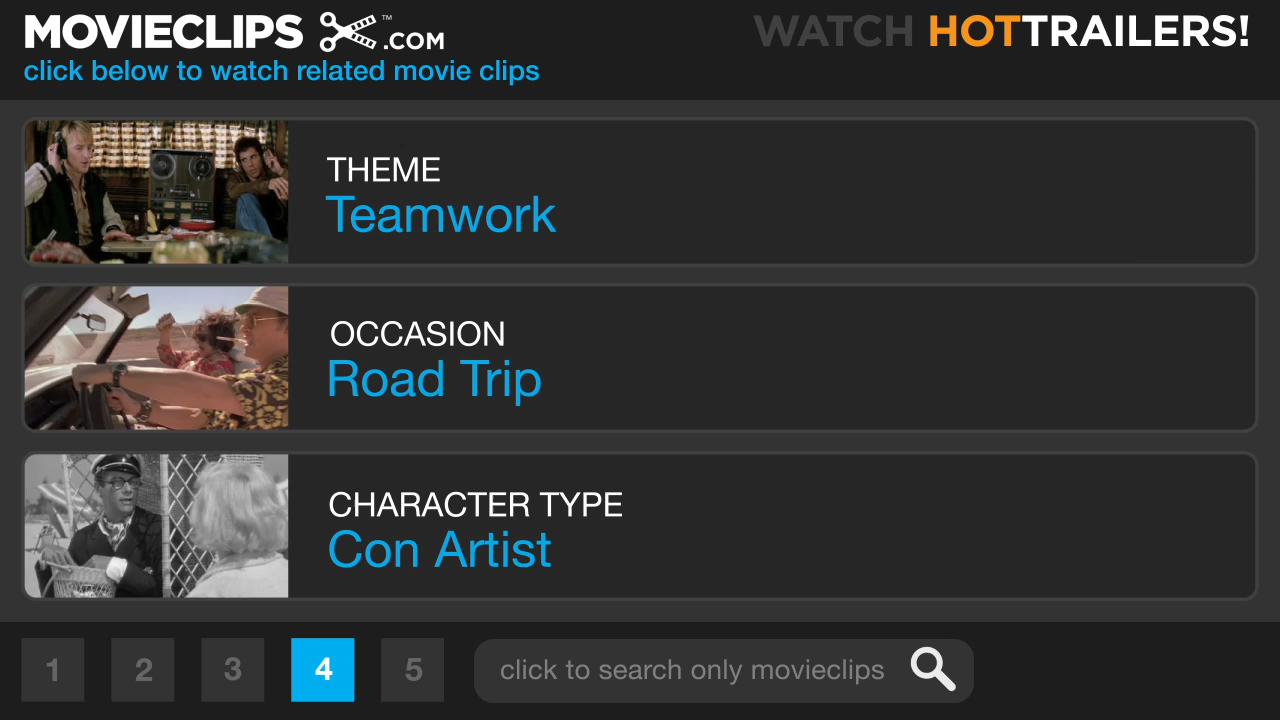 MOVIECLIPS ™ .COM
WATCH HOTTRAILERS!
click below to watch related movie clips
THEME
Teamwork
OCCASION
Road Trip
CHARACTER TYPE
Con Artist
1 2 3 4 5 click to search only movieclips